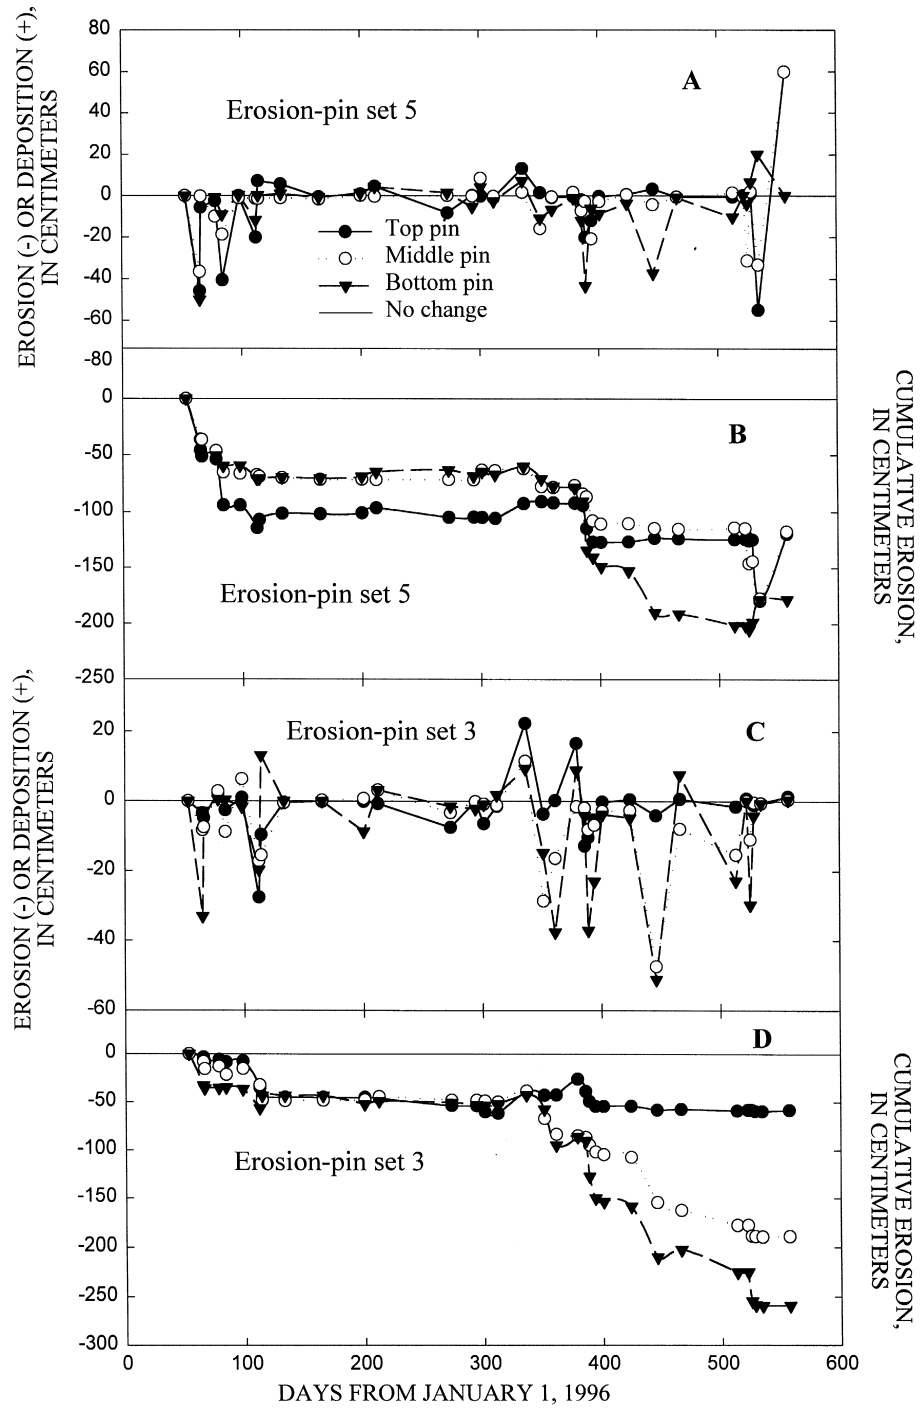 EROSION (-) OR DEPOSITION (+),
IN CENTIMETERS
80
60
40
20
0
-20
-40
-60
-80
A
Erosion-pin set 5
Top pin
Middle pin
Bottom pin
No change
0
-50
-100
-150
-200
-250
B
Erosion-pin set 5
CUMULATIVE EROSION,
IN CENTIMETERS
EROSION (-) OR DEPOSITION (+),
IN CENTIMETERS
20
0
-20
-40
-60
Erosion-pin set 3
C
0
-50
-100
-150
-200
-250
-300
D
Erosion-pin set 3
CUMULATIVE EROSION,
IN CENTIMETERS
0 100 200 300 400 500 600
DAYS FROM JANUARY 1, 1996